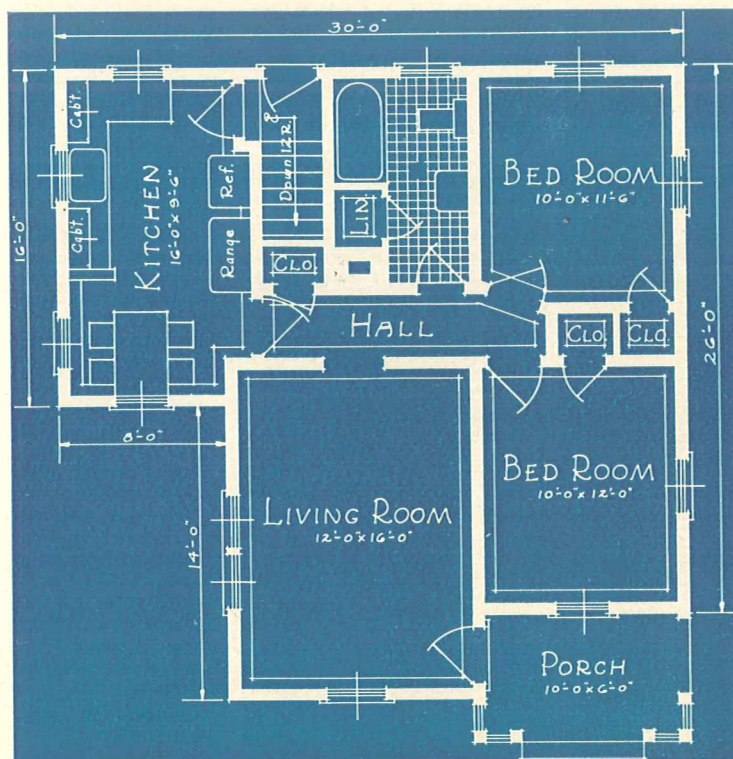 30'-0"
Cab't.
Cab't.
KITCHEN
16'-0" x 9'-6"
Ref.
Range
Down 12 R.
LIN.
CLO.
BED ROOM
10'-0" x 11'-6"
16'-0"
26'-0"
HALL
CLO.
CLO.
8'-0"
14'-0"
LIVING ROOM
12'-0" x 16'-0"
BED ROOM
10'-0" x 12'-0"
PORCH
10'-0" x 6'-0"